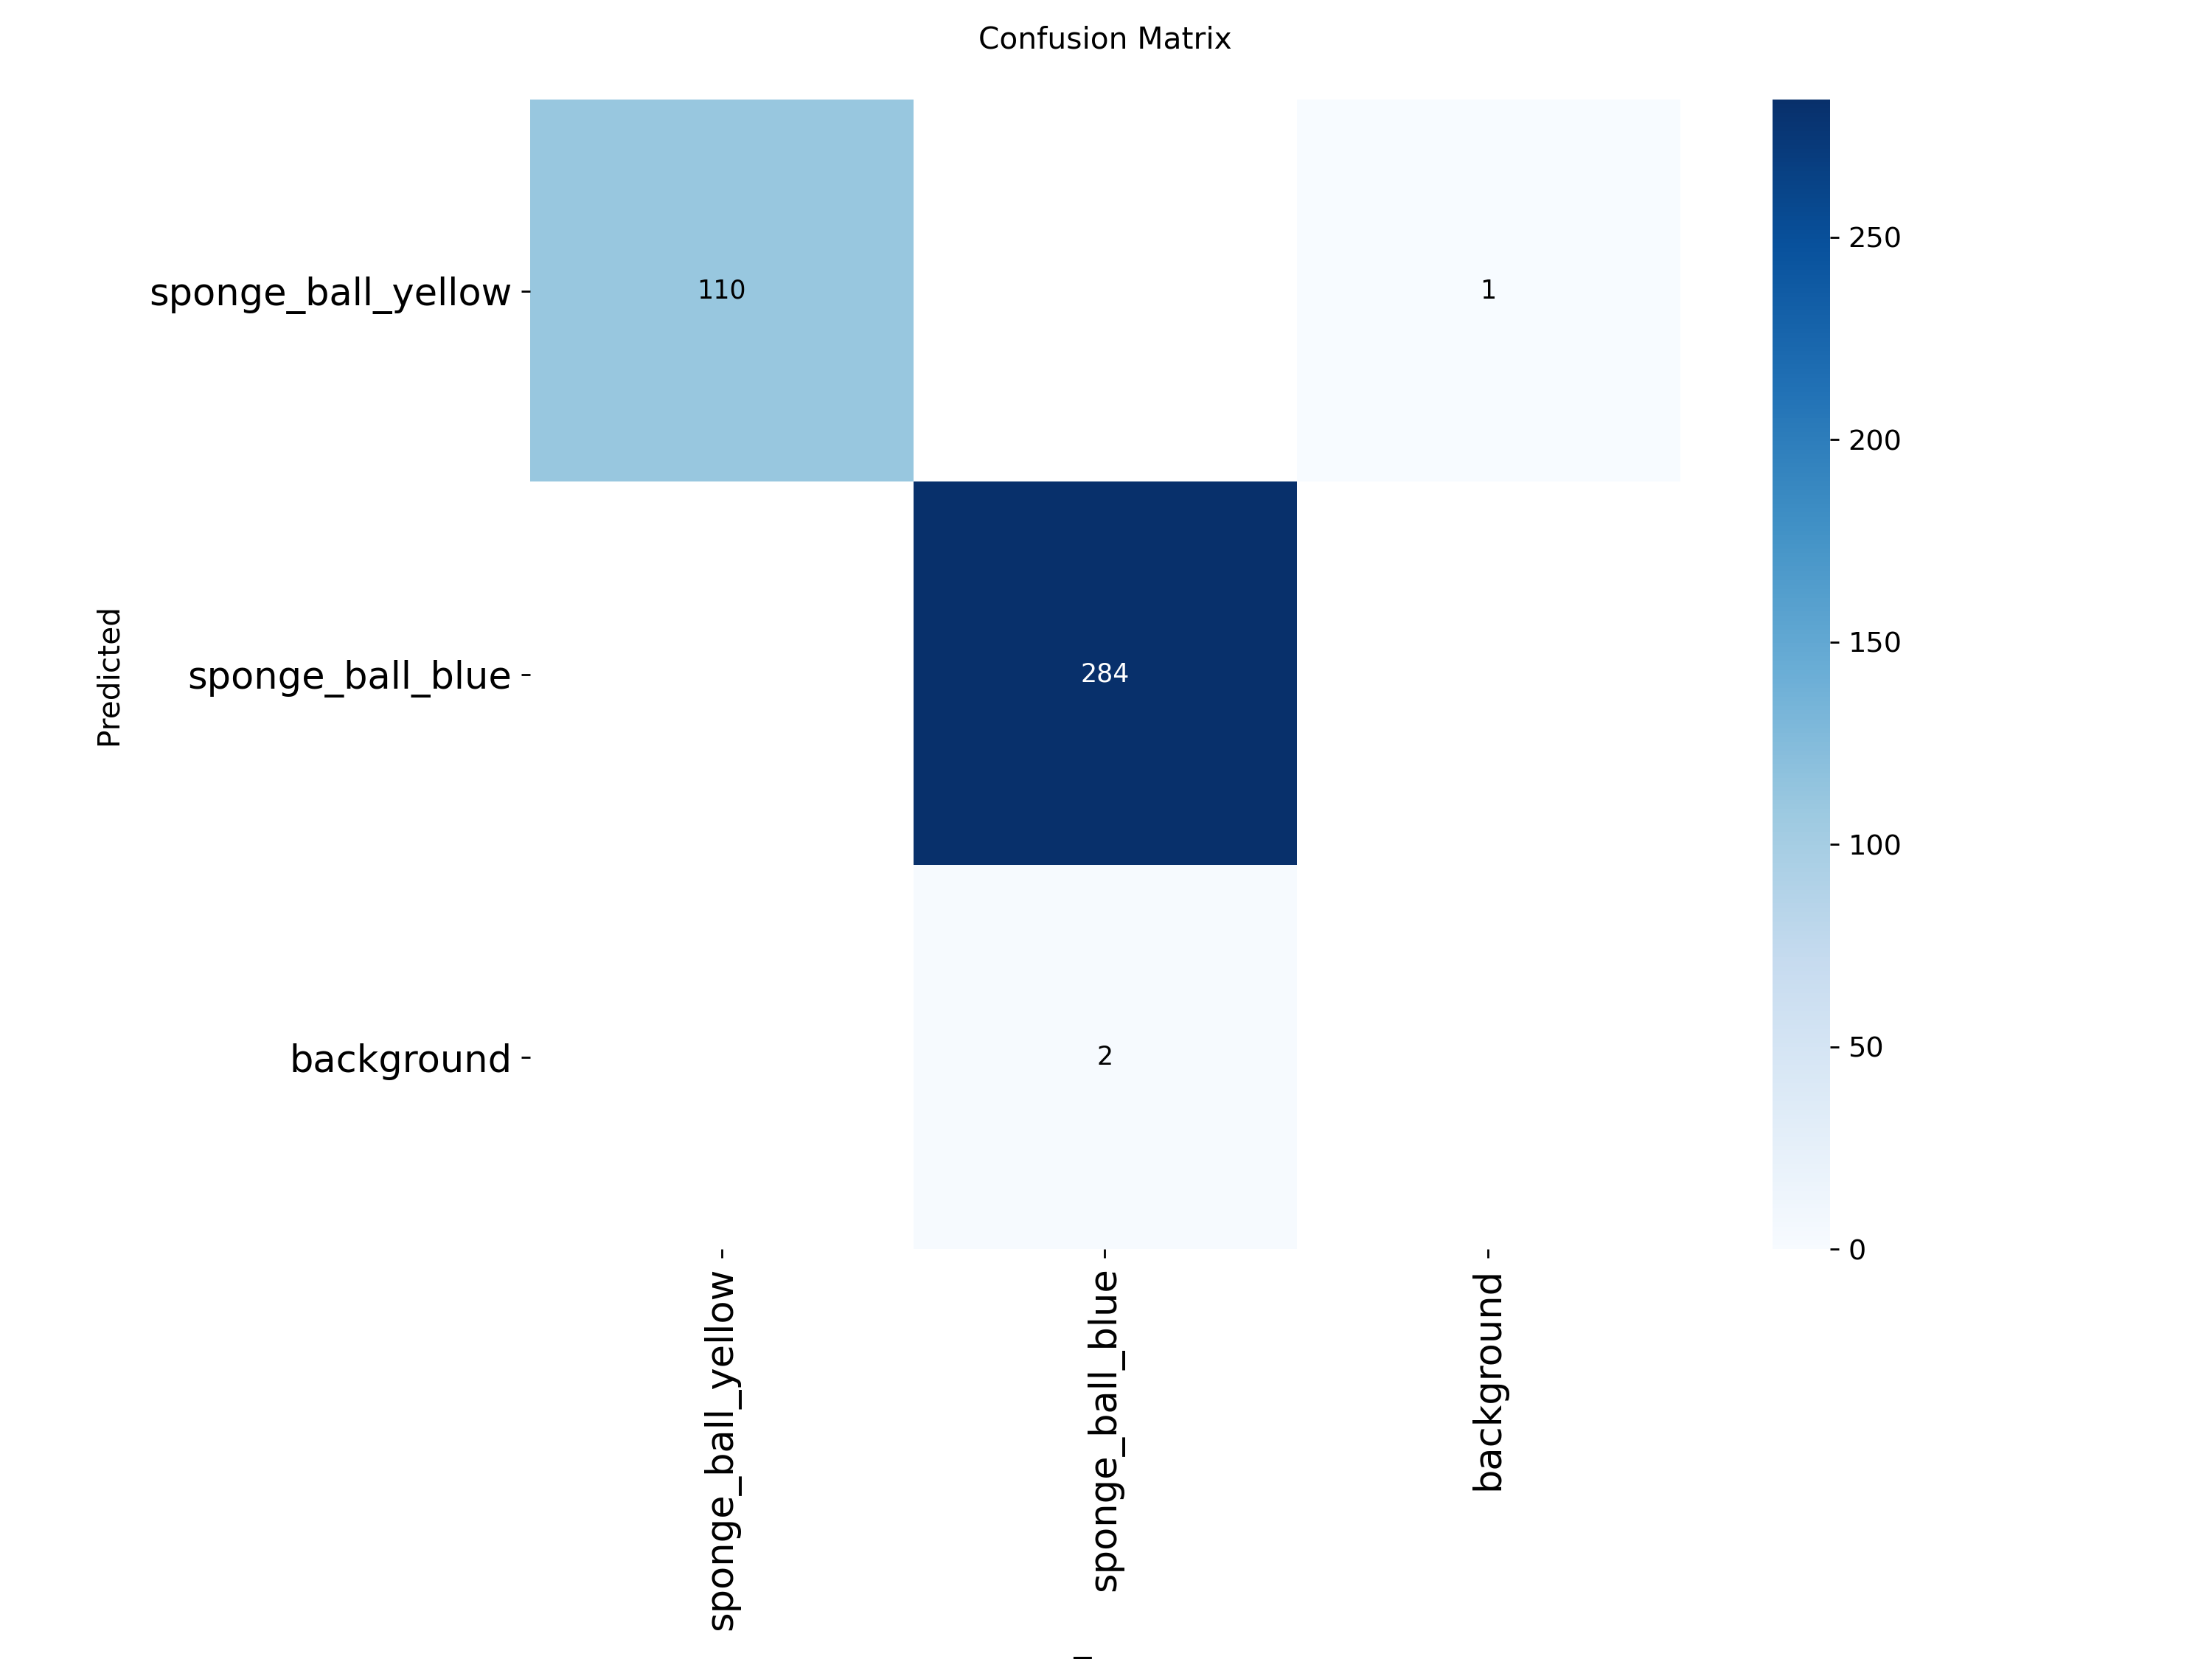 Confusion Matrix
sponge_ball_yellow
110
1
250
200
Predicted
sponge_ball_blue
284
150
100
background
2
50
0
sponge_ball_yellow
sponge_ball_blue
background